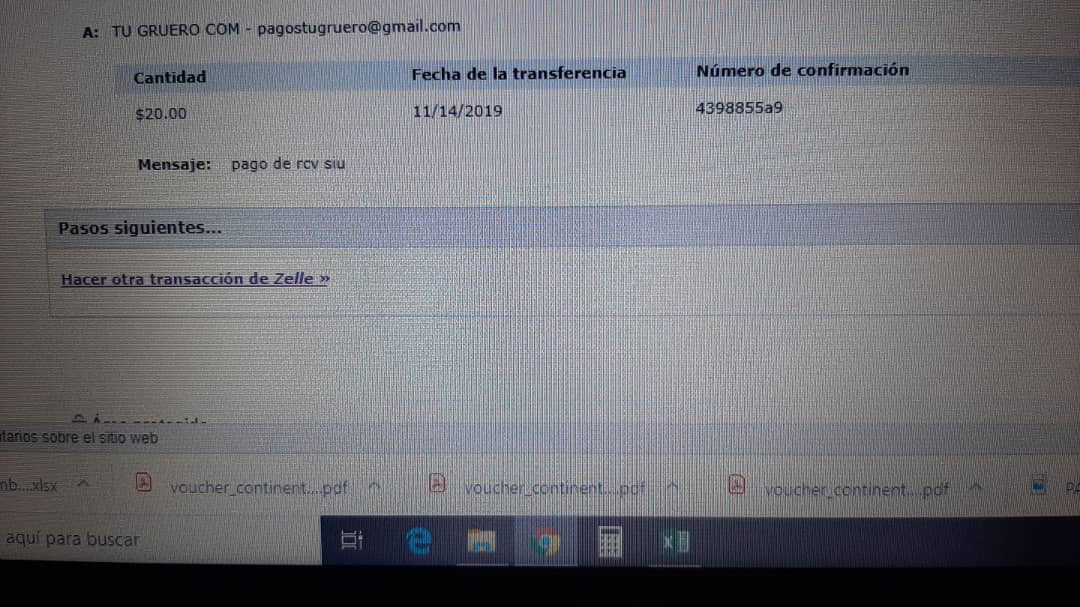 A: TU GRUERO COM - pagostugruero@gmail.com
Cantidad Fecha de la transferencia Número de confirmación
$20.00 11/14/2019 4398855a9
Mensaje: pago de rcv siu
Pasos siguientes...
Hacer otra transacción de Zelle »
tarios sobre el sitio web
nb....xlsx voucher_continent....pdf voucher_continent....pdf voucher_continent....pdf
aquí para buscar